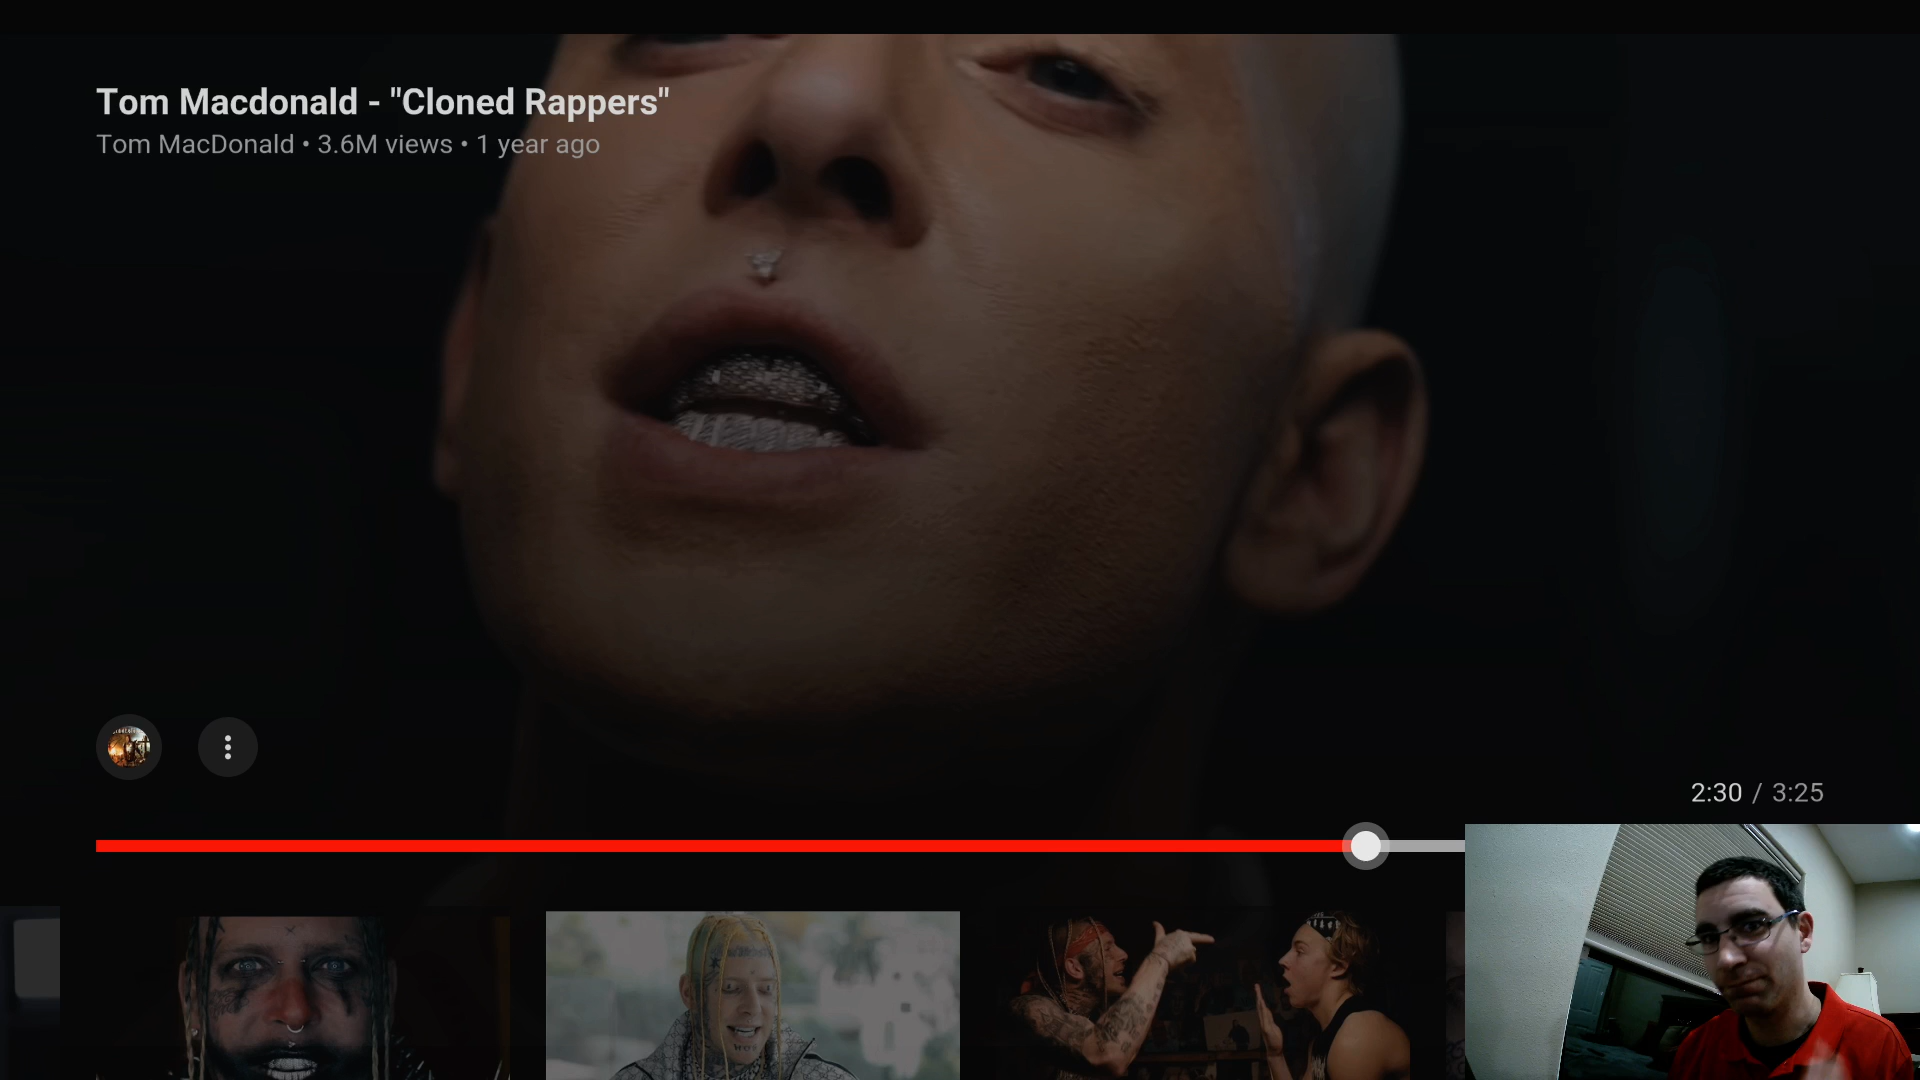 Tom Macdonald - "Cloned Rappers"
Tom MacDonald • 3.6M views • 1 year ago
2:30 / 3:25